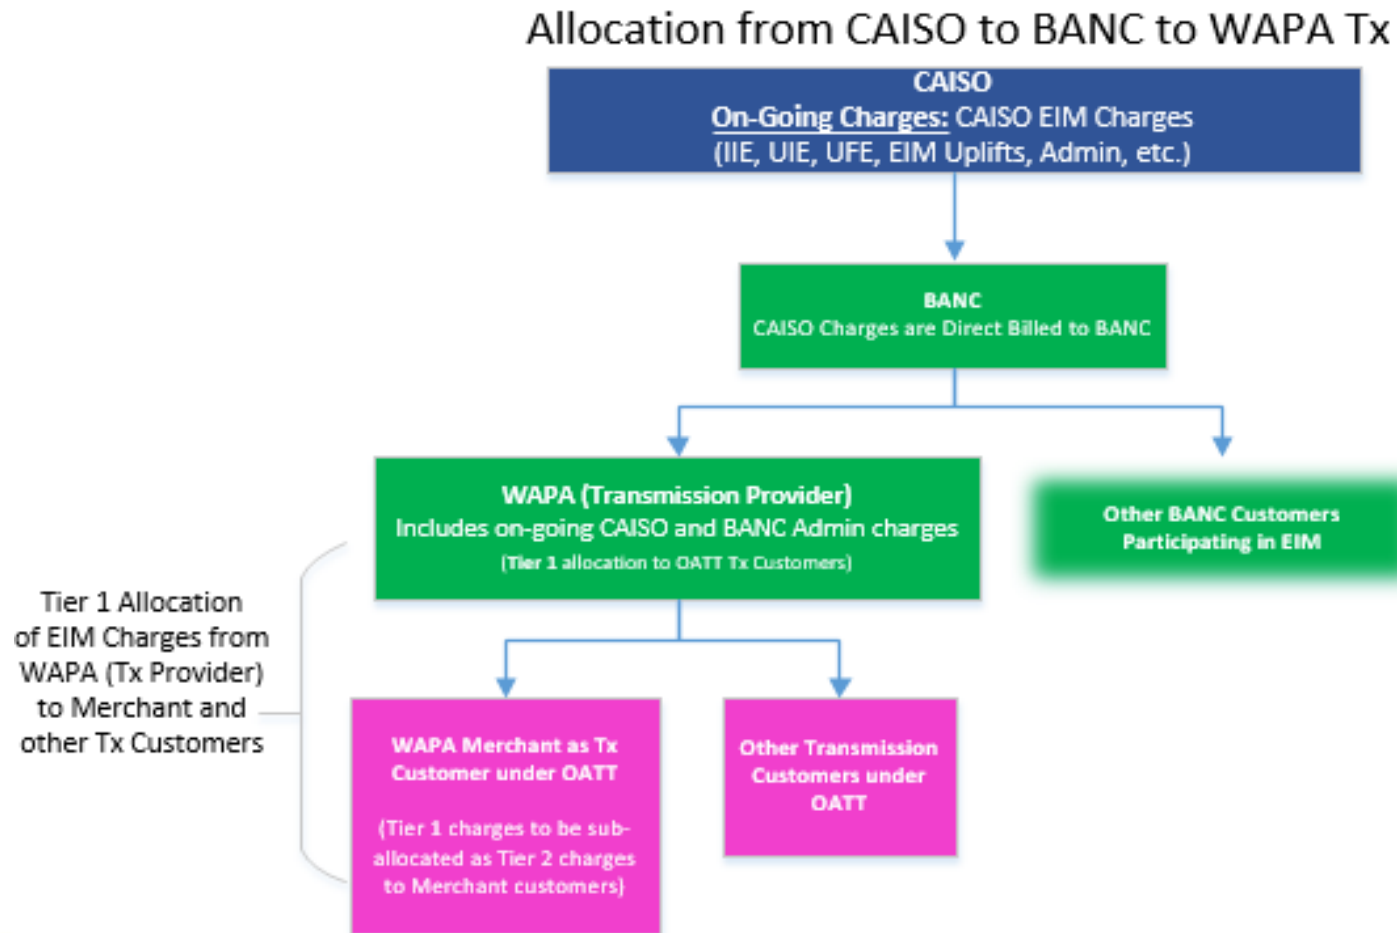 Allocation from CAISO to BANC to WAPA Tx
CAISO
On-Going Charges: CAISO EIM Charges
(IIE, UIE, UFE, EIM Uplifts, Admin, etc.)
BANC
CAISO Charges are Direct Billed to BANC
WAPA (Transmission Provider)
Includes on-going CAISO and BANC Admin charges
(Tier 1 allocation to OATT Tx Customers)
Other BANC Customers
Participating in EIM
Tier 1 Allocation
of EIM Charges from
WAPA (Tx Provider)
to Merchant and
other Tx Customers
WAPA Merchant as Tx
Customer under OATT
(Tier 1 charges to be sub-
allocated as Tier 2 charges
to Merchant customers)
Other Transmission
Customers under
OATT